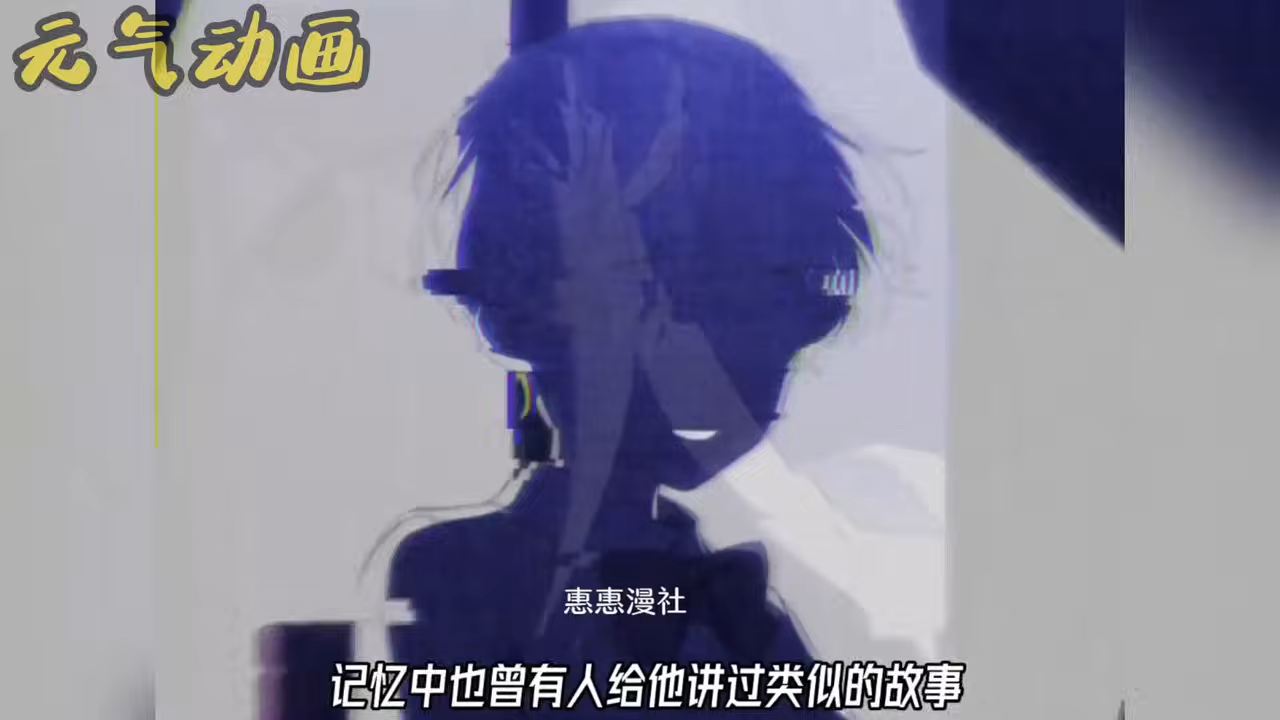 元气动画
惠惠漫社
记忆中也曾有人给他讲过类似的故事